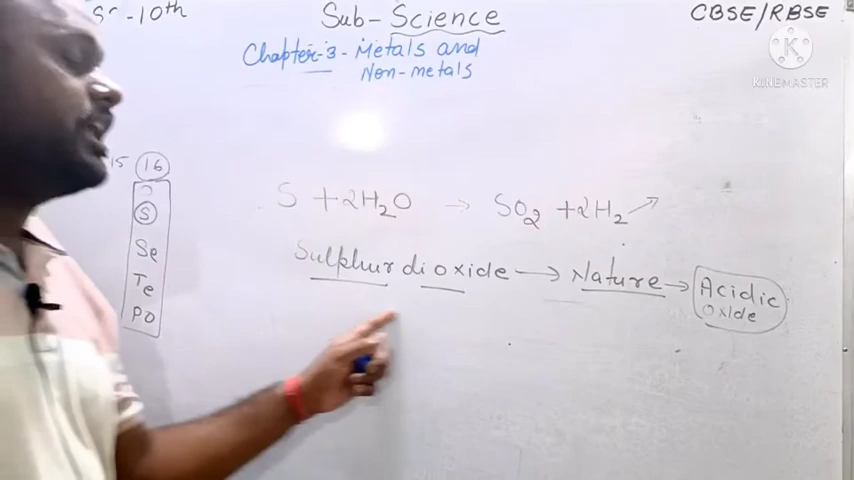 -10th
Sub-Science
CBSE/RBSE
Chapter-3- Metals and
Non-metals
KINEMASTER
15 16
S
Se
Te
PO
S + 2H₂O → SO₂ + 2H₂↗
Sulphur dioxide → Nature → Acidic
Oxide